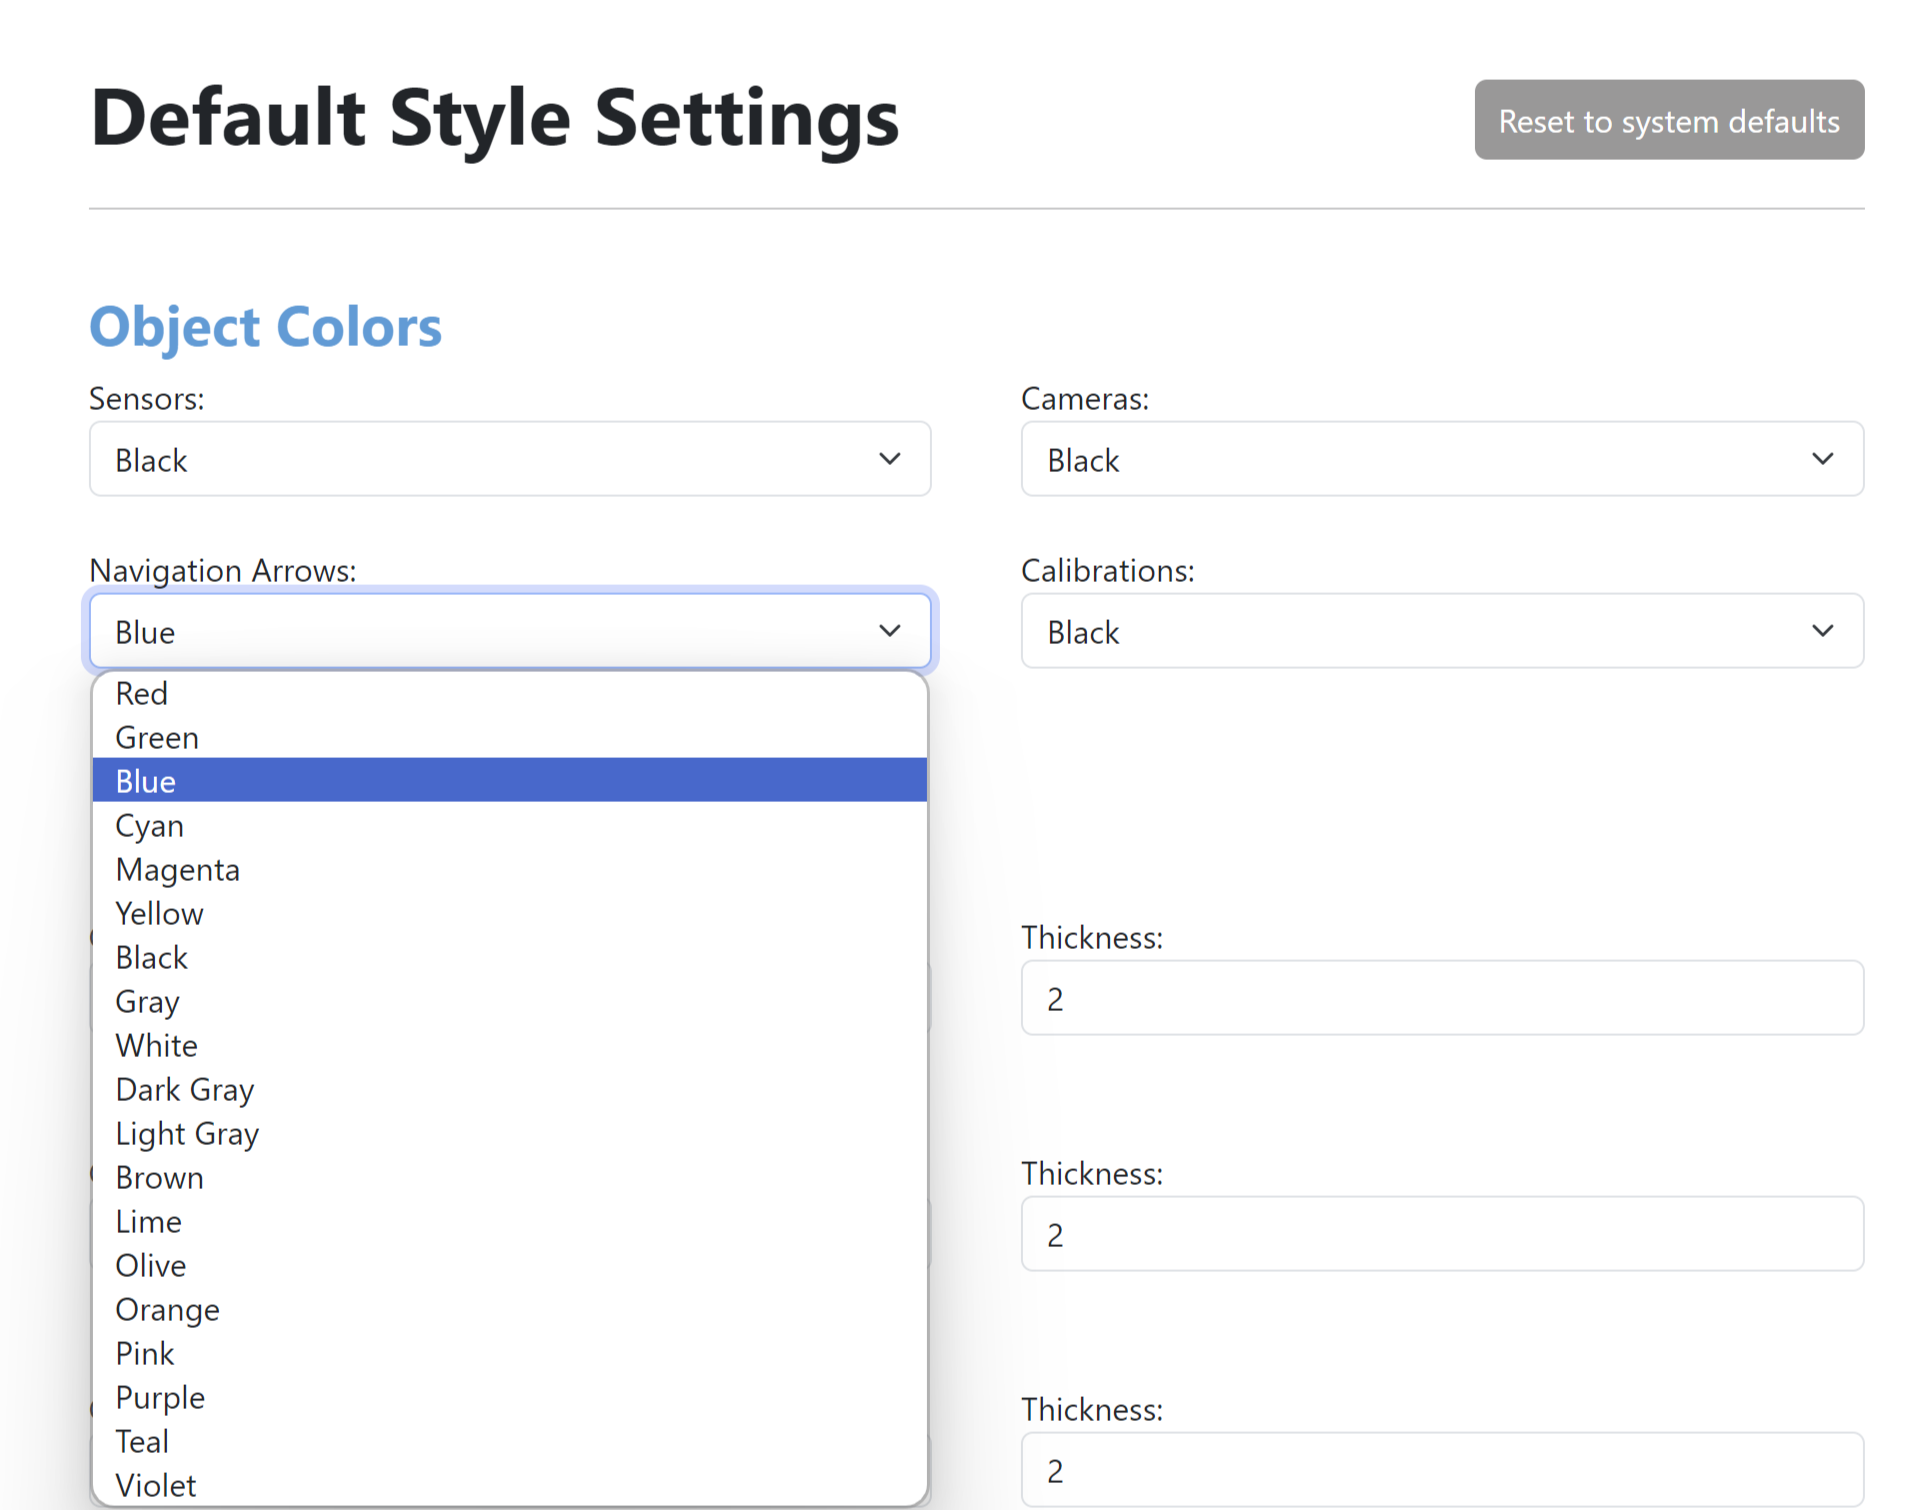 Default Style Settings
Reset to system defaults
Object Colors
Sensors:
Cameras:
Black
Black
Navigation Arrows:
Calibrations:
Blue
Black
Red
Green
Blue
Cyan
Magenta
Yellow
Black
Gray
White
Dark Gray
Light Gray
Brown
Lime
Olive
Orange
Pink
Purple
Teal
Violet
Thickness:
2
Thickness:
2
Thickness:
2